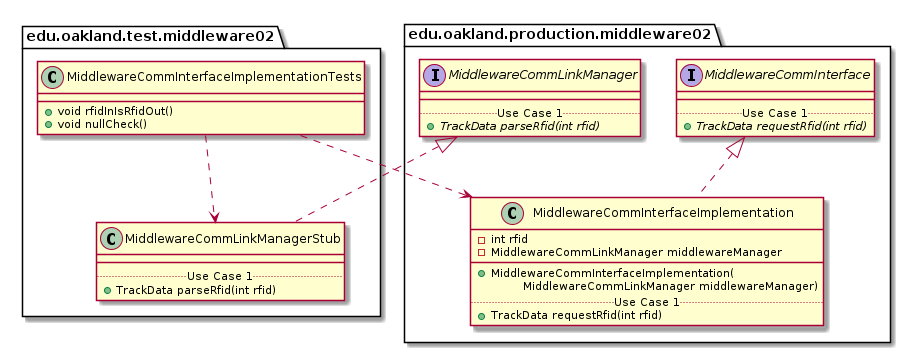 edu.oakland.test.middleware02
C MiddlewareCommInterfaceImplementationTests
void rfidInIsRfidOut()
void nullCheck()
C MiddlewareCommLinkManagerStub
Use Case 1
TrackData parseRfid(int rfid)
edu.oakland.production.middleware02
I MiddlewareCommLinkManager
Use Case 1
TrackData parseRfid(int rfid)
I MiddlewareCommInterface
Use Case 1
TrackData requestRfid(int rfid)
C MiddlewareCommInterfaceImplementation
int rfid
MiddlewareCommLinkManager middlewareManager
MiddlewareCommInterfaceImplementation(
MiddlewareCommLinkManager middlewareManager)
Use Case 1
TrackData requestRfid(int rfid)